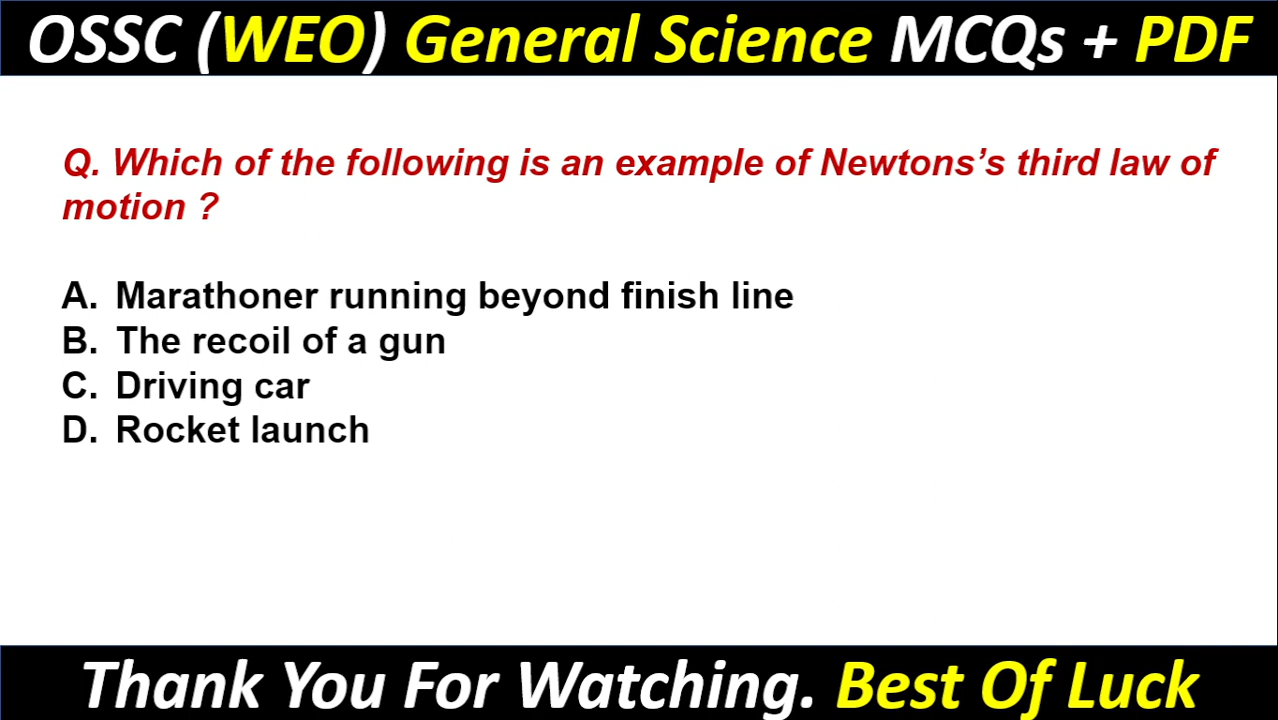 OSSC (WEO) General Science MCQs + PDF
Q. Which of the following is an example of Newtons’s third law of
motion ?
A. Marathoner running beyond finish line
B. The recoil of a gun
C. Driving car
D. Rocket launch
Thank You For Watching. Best Of Luck